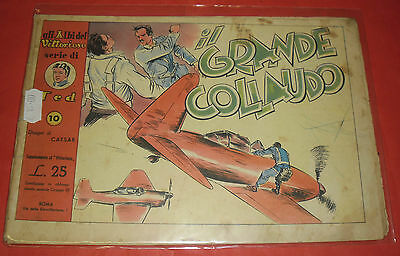 gli Albi del
Vittorioso
serie di
Ted
10
Disegni di
CAESAR
Supplemento al "Vittorioso"
L. 25
ROMA
il
GRANDE
COLLAUDO